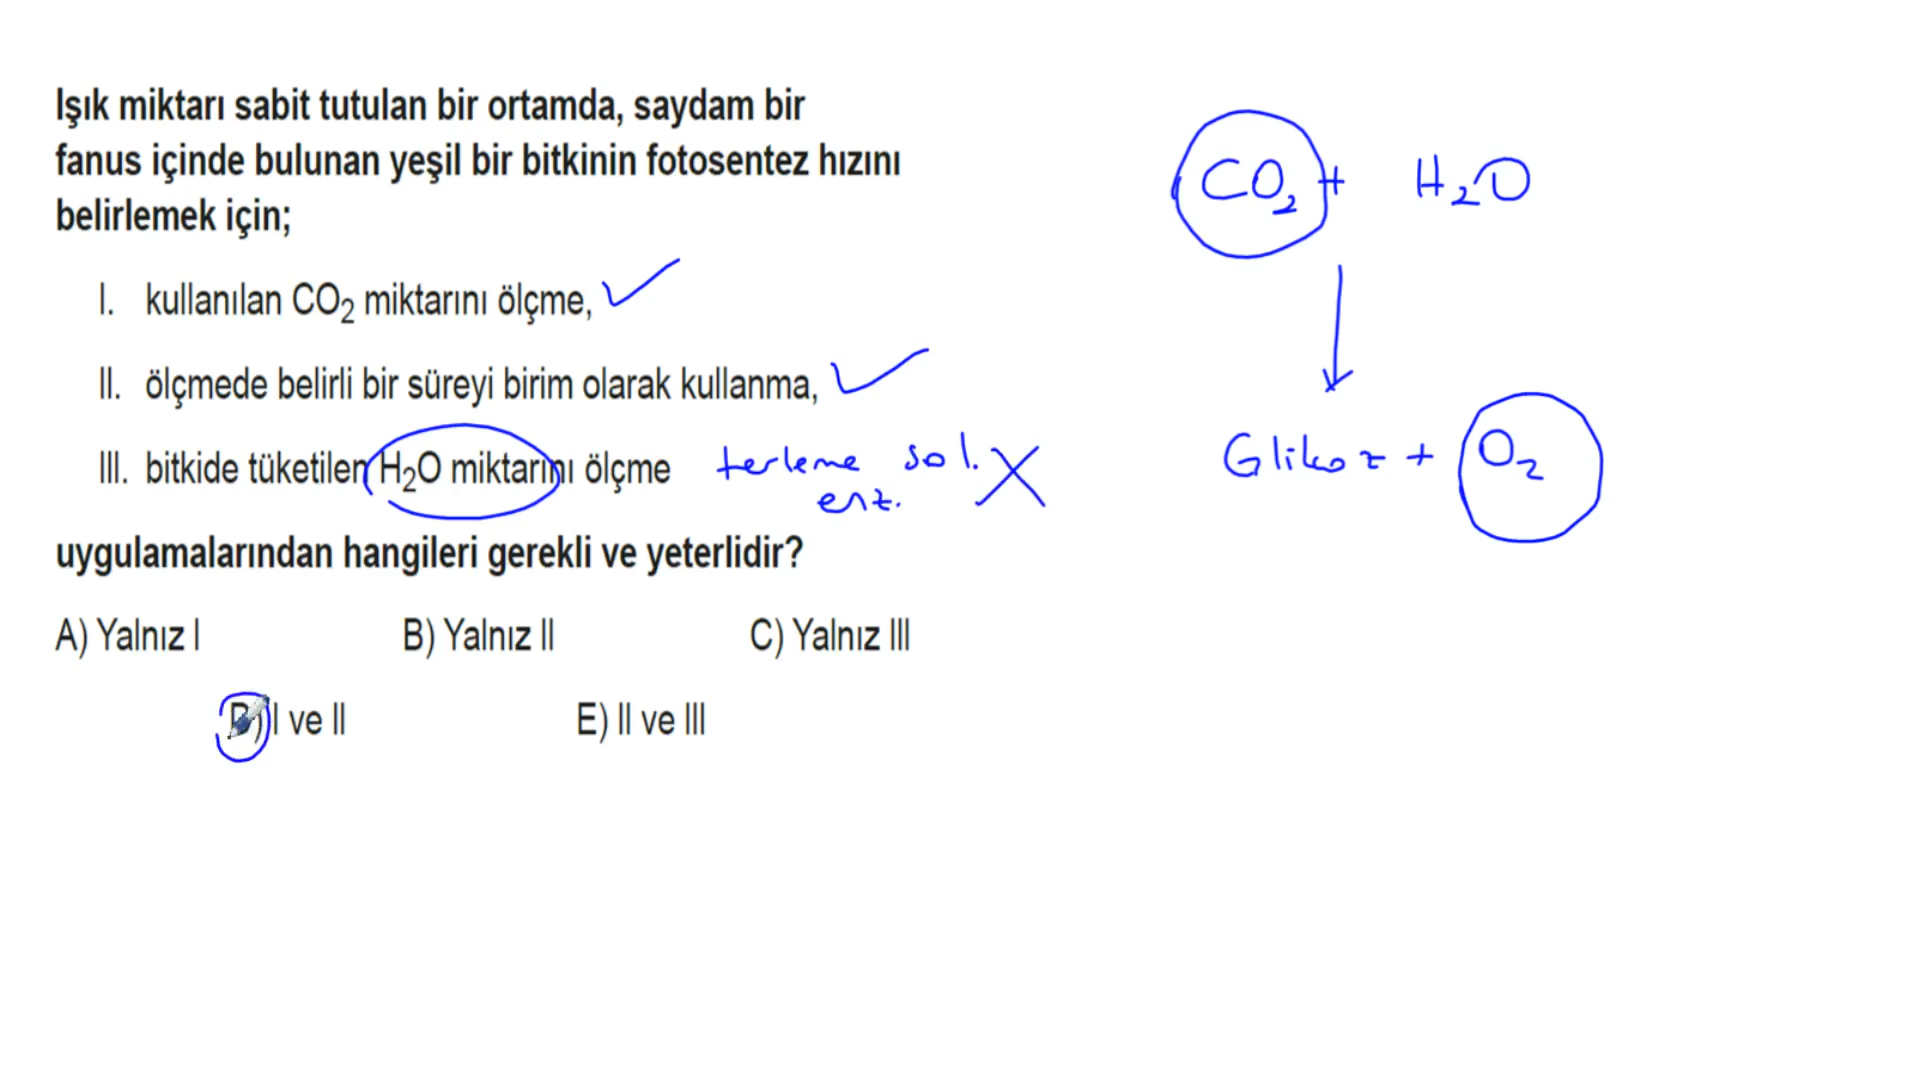 Işık miktarı sabit tutulan bir ortamda, saydam bir
fanus içinde bulunan yeşil bir bitkinin fotosentez hızını
belirlemek için;
I. kullanılan CO₂ miktarını ölçme,
II. ölçmede belirli bir süreyi birim olarak kullanma,
III. bitkide tüketilen H₂O miktarını ölçme terleme sol.
enz.
uygulamalarından hangileri gerekli ve yeterlidir?
A) Yalnız I B) Yalnız II C) Yalnız III
D) I ve II E) II ve III
CO₂ + H₂O
Glikoz + O₂